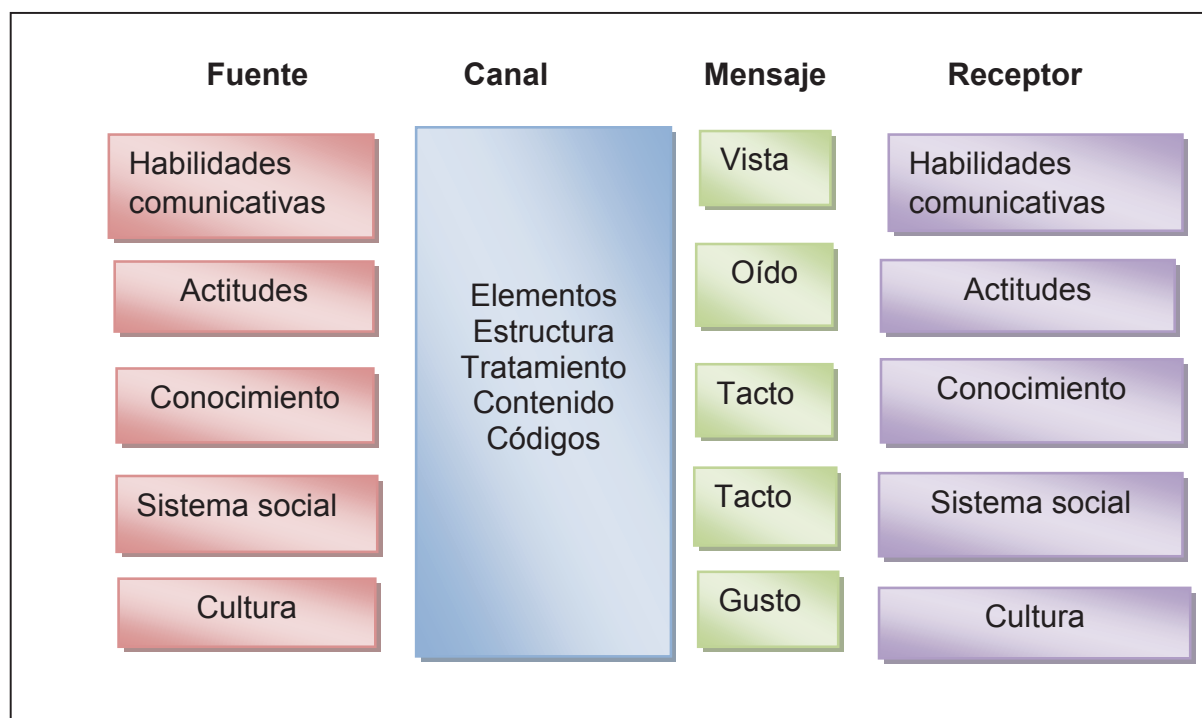 Fuente
Canal
Mensaje
Receptor
Habilidades
comunicativas
Actitudes
Conocimiento
Sistema social
Cultura
Elementos
Estructura
Tratamiento
Contenido
Códigos
Vista
Oído
Tacto
Tacto
Gusto
Habilidades
comunicativas
Actitudes
Conocimiento
Sistema social
Cultura